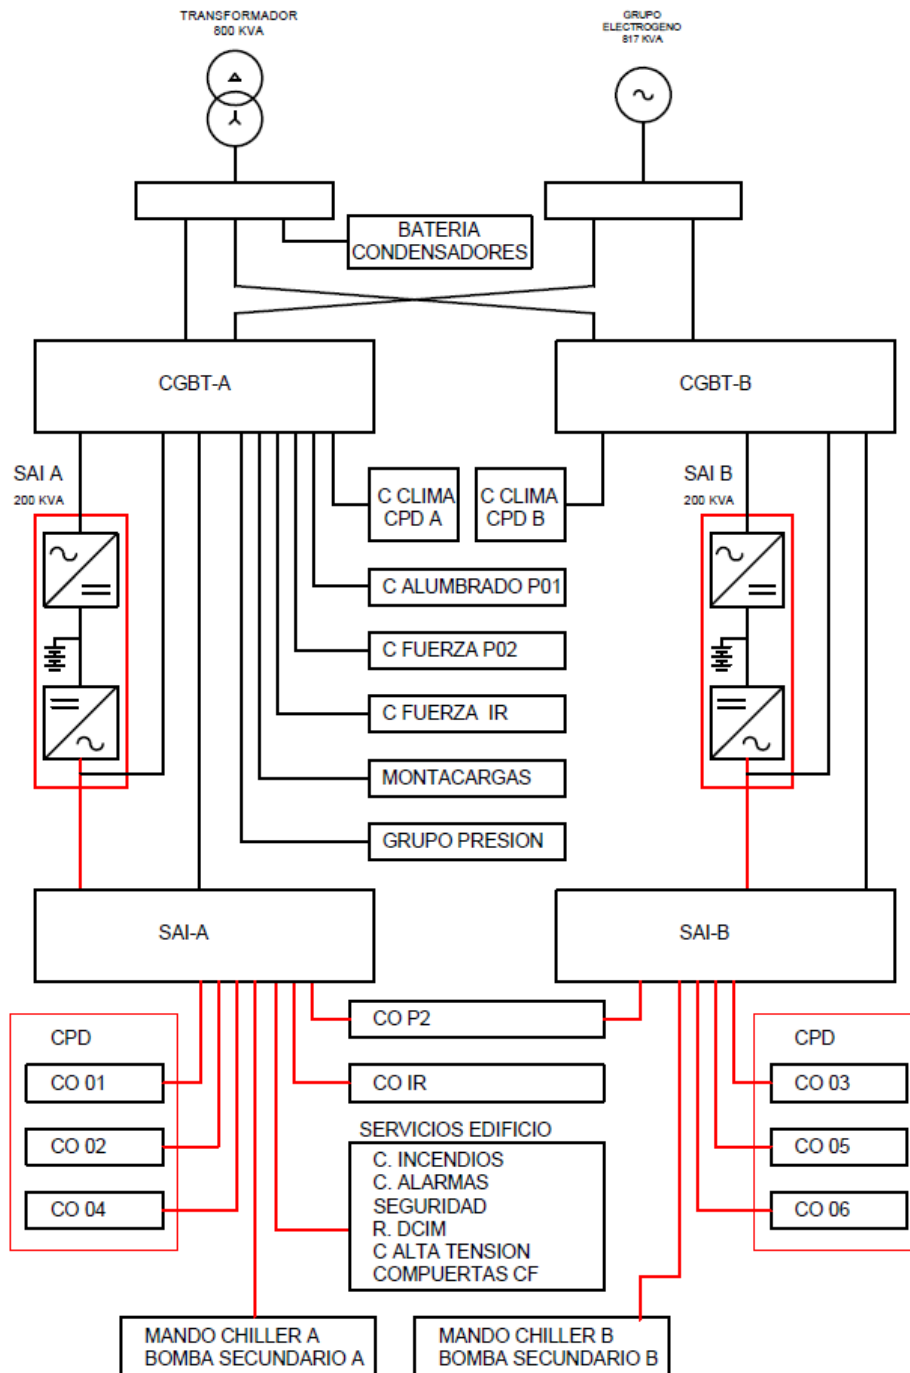 TRANSFORMADOR
800 KVA
GRUPO
ELECTROGENO
817 KVA
BATERIA
CONDENSADORES
CGBT-A
CGBT-B
SAI A
200 KVA
C CLIMA
CPD A
C CLIMA
CPD B
SAI B
200 KVA
C ALUMBRADO P01
C FUERZA P02
C FUERZA IR
MONTACARGAS
GRUPO PRESION
SAI-A
SAI-B
CPD
CO 01
CO 02
CO 04
CO P2
CO IR
SERVICIOS EDIFICIO
C. INCENDIOS
C. ALARMAS
SEGURIDAD
R. DCIM
C ALTA TENSION
COMPUERTAS CF
CPD
CO 03
CO 05
CO 06
MANDO CHILLER A
BOMBA SECUNDARIO A
MANDO CHILLER B
BOMBA SECUNDARIO B